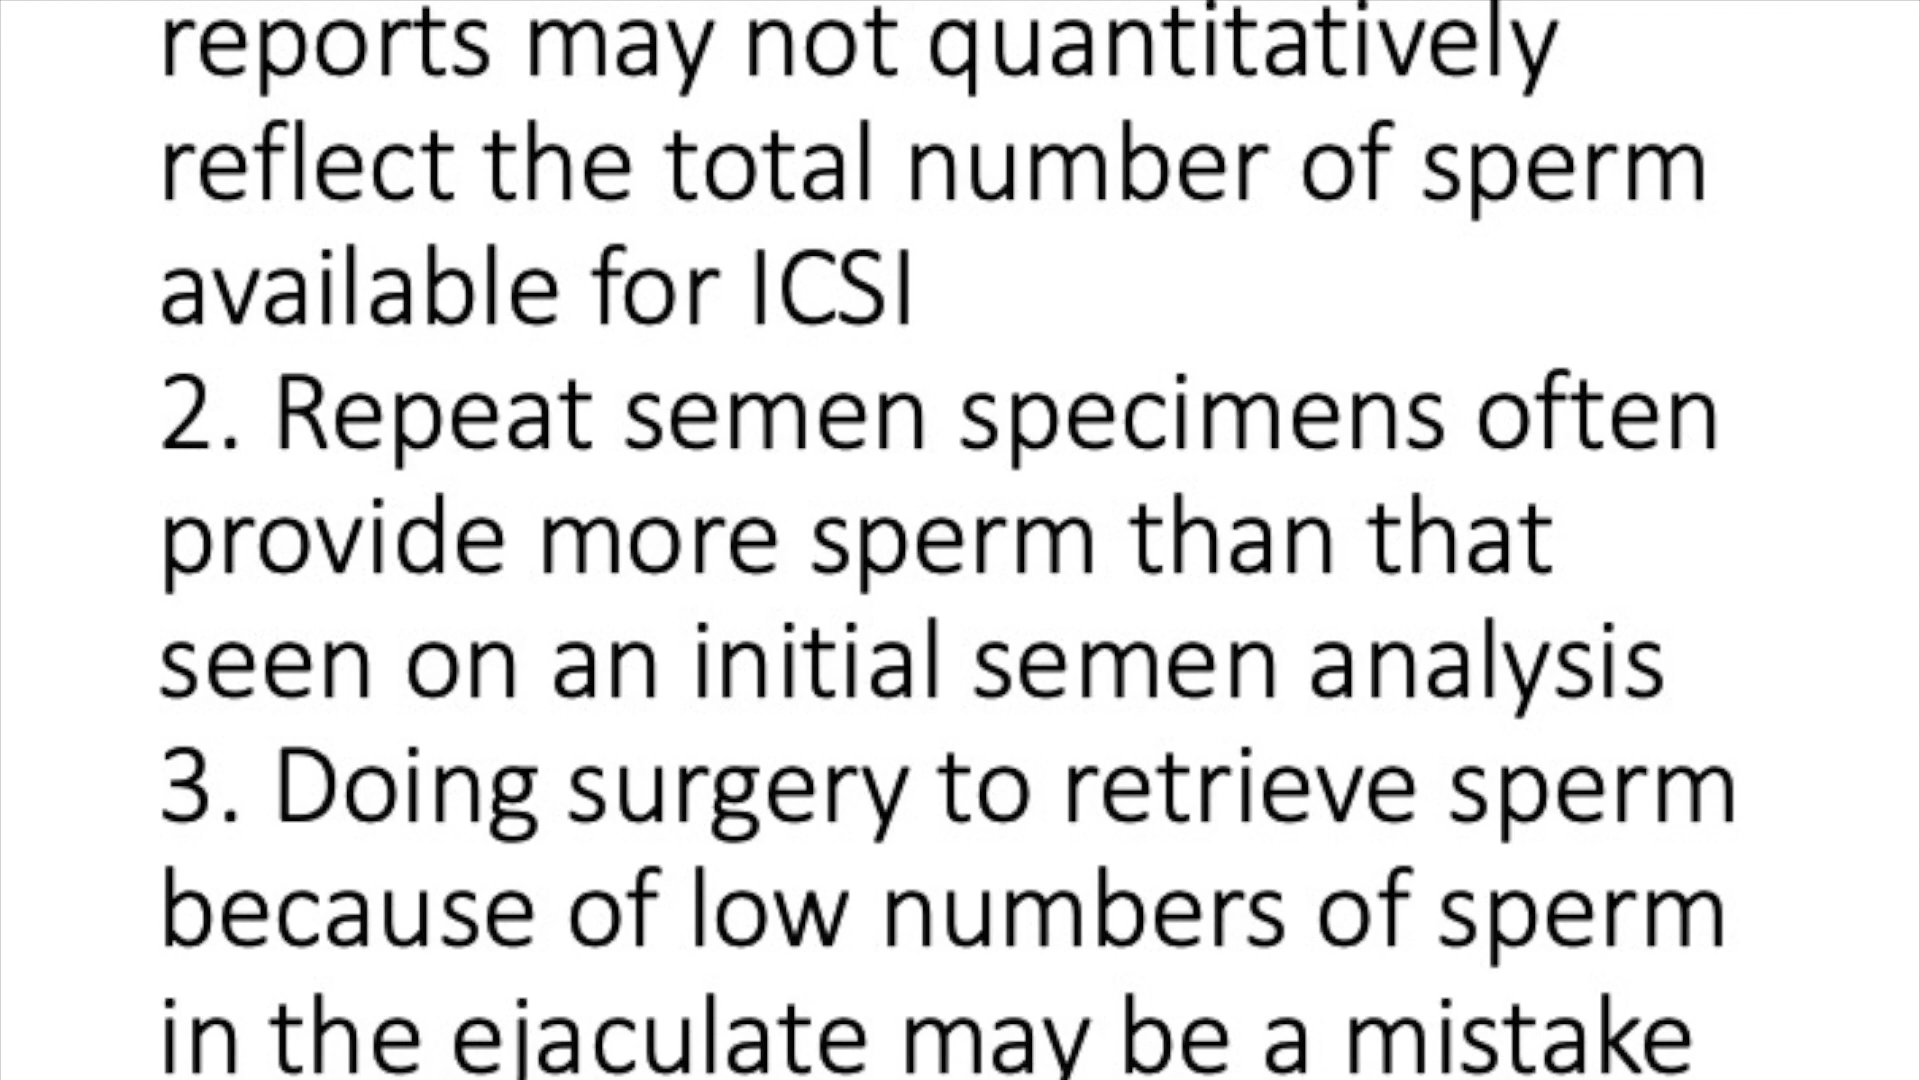 reports may not quantitatively
reflect the total number of sperm
available for ICSI
2. Repeat semen specimens often
provide more sperm than that
seen on an initial semen analysis
3. Doing surgery to retrieve sperm
because of low numbers of sperm
in the ejaculate may be a mistake